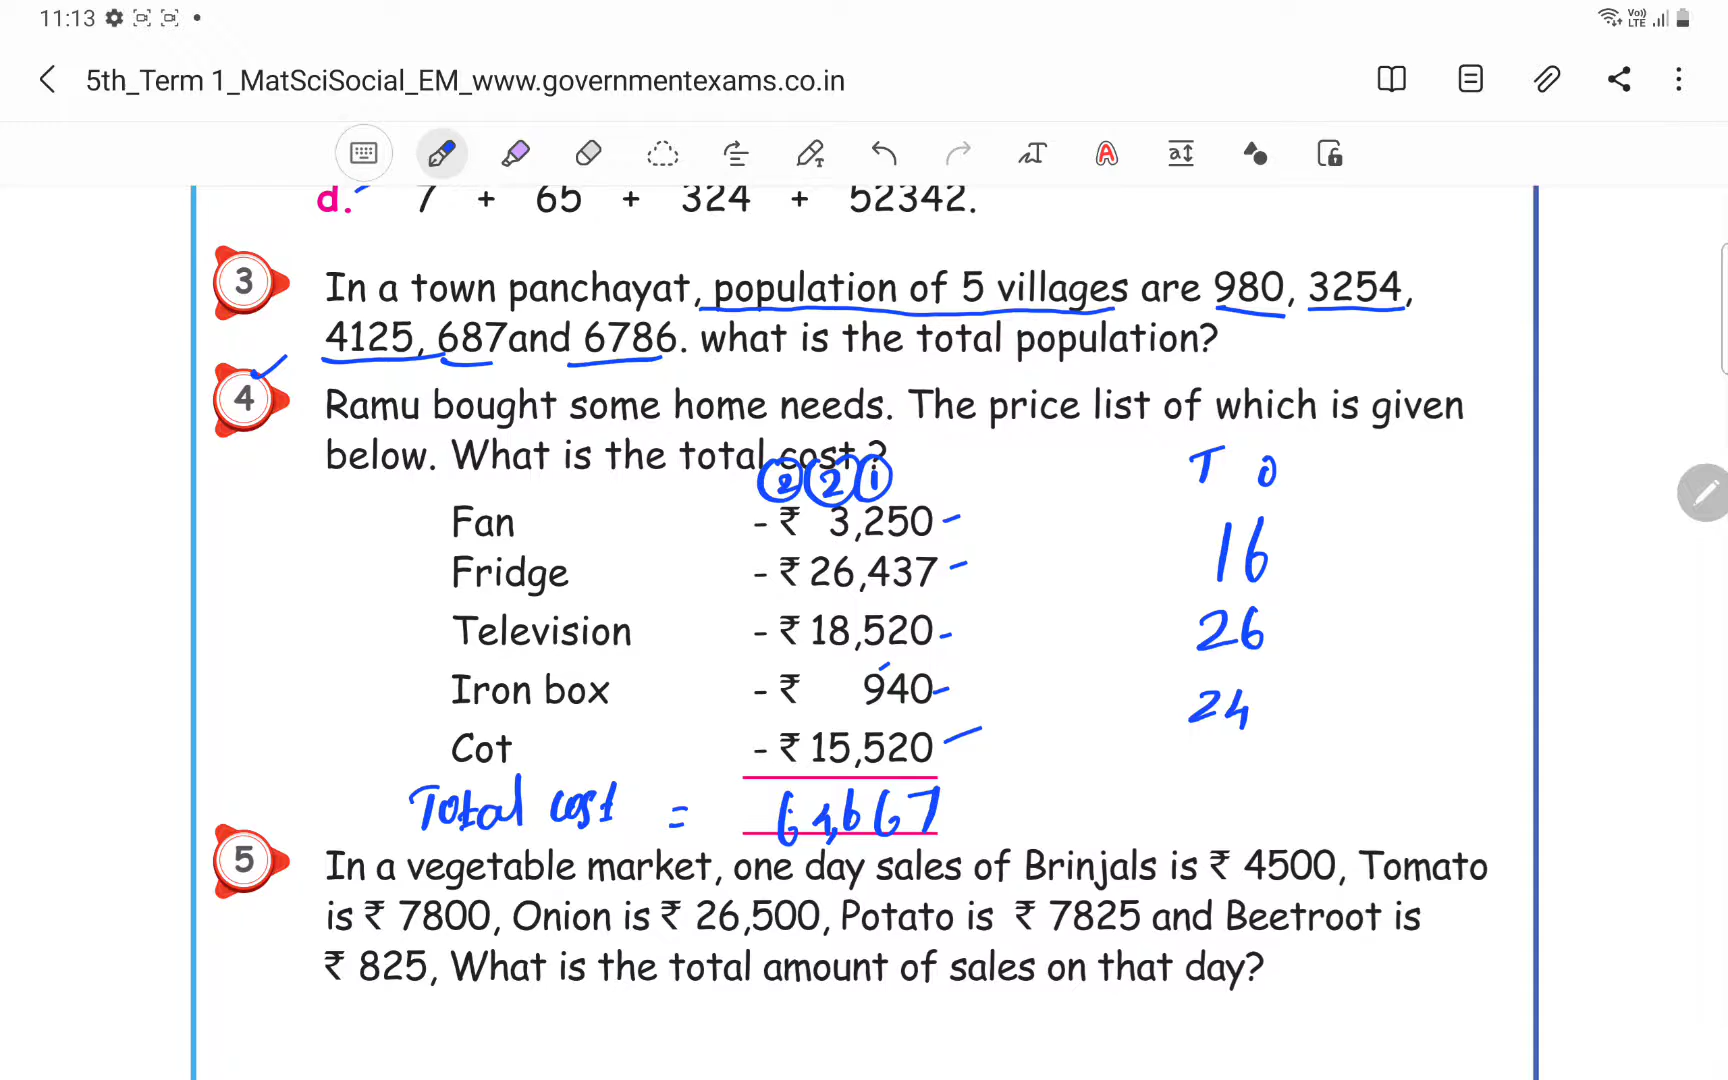 11:13
Vo)) LTE
5th_Term 1_MatSciSocial_EM_www.governmentexams.co.in
d. 7 + 65 + 324 + 52342.
3 In a town panchayat, population of 5 villages are 980, 3254,
4125, 687and 6786. what is the total population?
4 Ramu bought some home needs. The price list of which is given
below. What is the total cost ?
T O
2 2 1
Fan - ₹ 3,250
16
Fridge - ₹ 26,437
Television - ₹ 18,520
26
Iron box - ₹ 940
24
Cot - ₹ 15,520
Total cost = 64,667
5 In a vegetable market, one day sales of Brinjals is ₹ 4500, Tomato
is ₹ 7800, Onion is ₹ 26,500, Potato is ₹ 7825 and Beetroot is
₹ 825, What is the total amount of sales on that day?